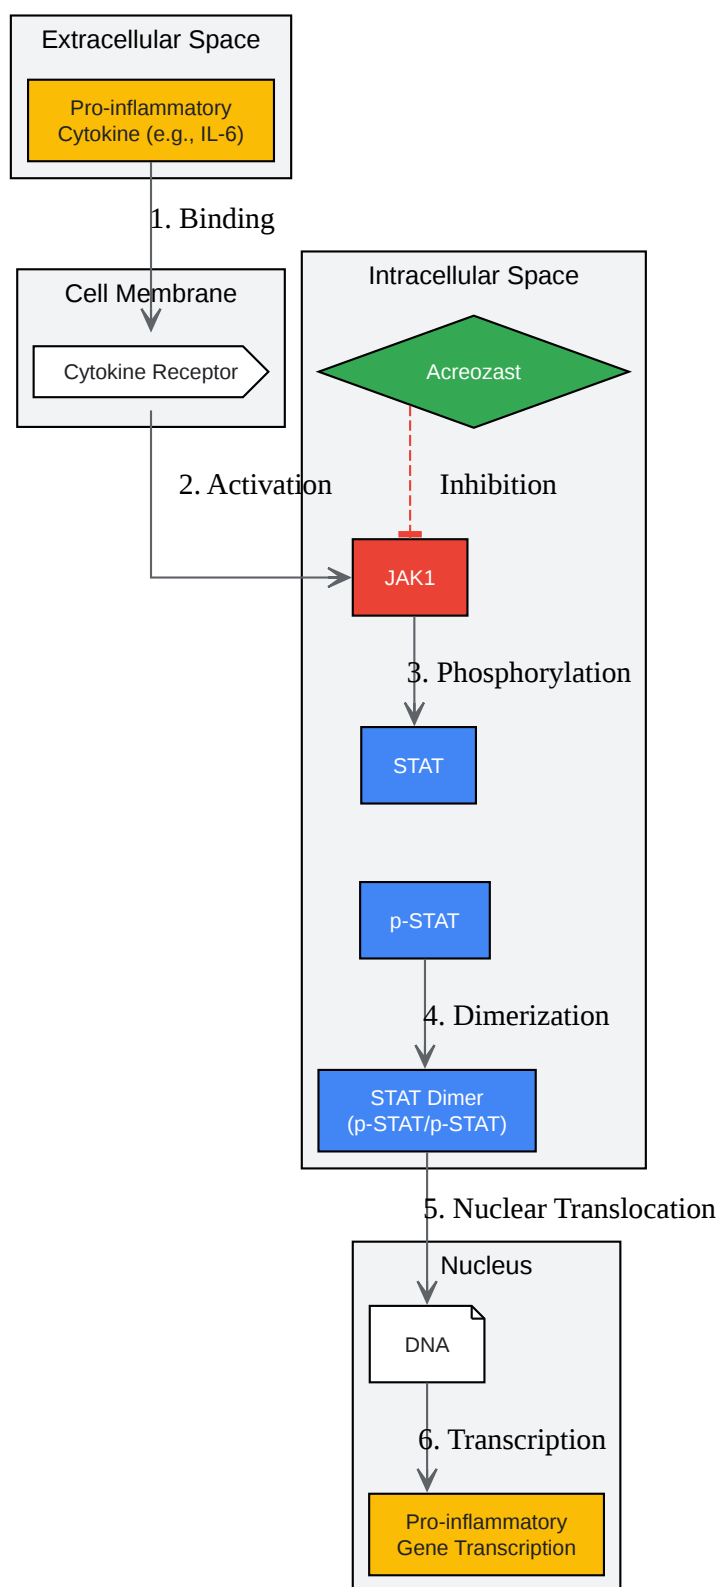 Extracellular Space
Pro-inflammatory
Cytokine (e.g., IL-6)
1. Binding
Cell Membrane
Cytokine Receptor
Intracellular Space
Acreozast
2. Activation
Inhibition
JAK1
3. Phosphorylation
STAT
p-STAT
4. Dimerization
STAT Dimer
(p-STAT/p-STAT)
5. Nuclear Translocation
Nucleus
DNA
6. Transcription
Pro-inflammatory
Gene Transcription